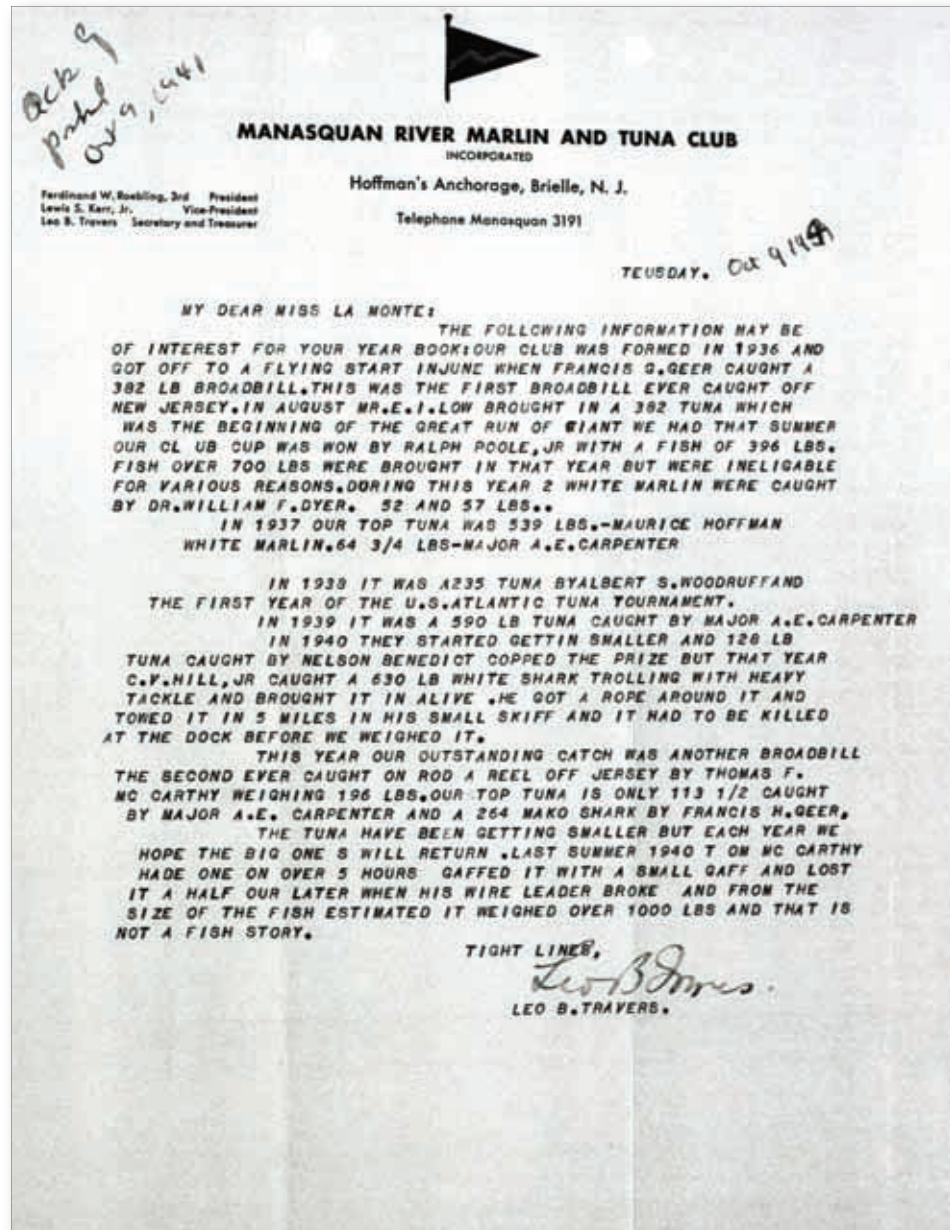 ack g
Oct 9, 1941
MANASQUAN RIVER MARLIN AND TUNA CLUB
INCORPORATED
Hoffman's Anchorage, Brielle, N. J.
Ferdinand W. Roebling, 3rd President
Lewis S. Karr, Jr. Vice-President
Leo B. Travers Secretary and Treasurer
Telephone Manasquan 3191
TEUSDAY. Oct 9
MY DEAR MISS LA MONTE:
THE FOLLOWING INFORMATION MAY BE
OF INTEREST FOR YOUR YEAR BOOK:OUR CLUB WAS FORMED IN 1936 AND
GOT OFF TO A FLYING START INJUNE WHEN FRANCIS G.GEER CAUGHT A
382 LB BROADBILL.THIS WAS THE FIRST BROADBILL EVER CAUGHT OFF
NEW JERSEY.IN AUGUST MR.E.I.LOW BROUGHT IN A 382 TUNA WHICH
WAS THE BEGINNING OF THE GREAT RUN OF GIANT WE HAD THAT SUMMER
OUR CL UB CUP WAS WON BY RALPH POOLE,JR WITH A FISH OF 396 LBS.
FISH OVER 700 LBS WERE BROUGHT IN THAT YEAR BUT WERE INELIGABLE
FOR VARIOUS REASONS.DURING THIS YEAR 2 WHITE MARLIN WERE CAUGHT
BY DR.WILLIAM F.DYER. 52 AND 57 LBS..
IN 1937 OUR TOP TUNA WAS 539 LBS.-MAURICE HOFFMAN
WHITE MARLIN.64 3/4 LBS-MAJOR A.E.CARPENTER
IN 1938 IT WAS A235 TUNA BYALBERT S.WOODRUFFAND
THE FIRST YEAR OF THE U.S.ATLANTIC TUNA TOURNAMENT.
IN 1939 IT WAS A 590 LB TUNA CAUGHT BY MAJOR A.E.CARPENTER
IN 1940 THEY STARTED GETTIN SMALLER AND 128 LB
TUNA CAUGHT BY NELSON BENEDICT COPPED THE PRIZE BUT THAT YEAR
C.V.HILL,JR CAUGHT A 630 LB WHITE SHARK TROLLING WITH HEAVY
TACKLE AND BROUGHT IT IN ALIVE .HE GOT A ROPE AROUND IT AND
TOWED IT IN 5 MILES IN HIS SMALL SKIFF AND IT HAD TO BE KILLED
AT THE DOCK BEFORE WE WEIGHED IT.
THIS YEAR OUR OUTSTANDING CATCH WAS ANOTHER BROADBILL
THE SECOND EVER CAUGHT ON ROD A REEL OFF JERSEY BY THOMAS F.
MC CARTHY WEIGHING 196 LBS.OUR TOP TUNA IS ONLY 113 1/2 CAUGHT
BY MAJOR A.E. CARPENTER AND A 264 MAKO SHARK BY FRANCIS H.GEER,
THE TUNA HAVE BEEN GETTING SMALLER BUT EACH YEAR WE
HOPE THE BIG ONE S WILL RETURN .LAST SUMMER 1940 T OM MC CARTHY
HADE ONE ON OVER 5 HOURS GAFFED IT WITH A SMALL GAFF AND LOST
IT A HALF OUR LATER WHEN HIS WIRE LEADER BROKE AND FROM THE
SIZE OF THE FISH ESTIMATED IT WEIGHED OVER 1000 LBS AND THAT IS
NOT A FISH STORY.
TIGHT LINES,
Leo B Travers.
LEO B.TRAVERS.